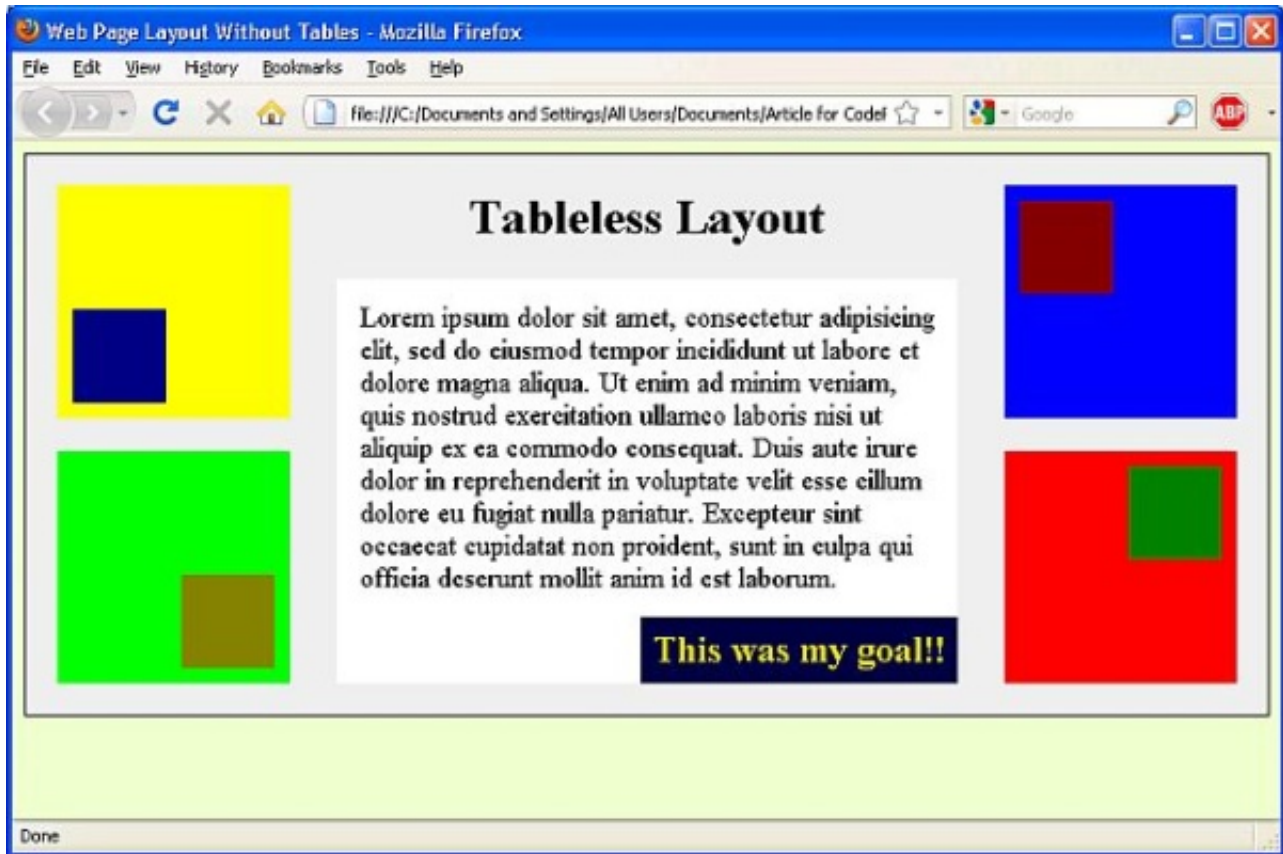 Web Page Layout Without Tables - Mozilla Firefox
File Edit View History Bookmarks Tools Help
file:///C:/Documents and Settings/All Users/Documents/Article for CodeF
Google
ABP
Tableless Layout
Lorem ipsum dolor sit amet, consectetur adipisicing
elit, sed do eiusmod tempor incididunt ut labore et
dolore magna aliqua. Ut enim ad minim veniam,
quis nostrud exercitation ullamco laboris nisi ut
aliquip ex ea commodo consequat. Duis aute irure
dolor in reprehenderit in voluptate velit esse cillum
dolore eu fugiat nulla pariatur. Excepteur sint
occaecat cupidatat non proident, sunt in culpa qui
officia deserunt mollit anim id est laborum.
This was my goal!!
Done